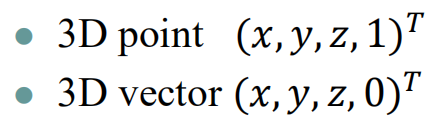 • 3D point (x, y, z, 1)ᵀ
• 3D vector (x, y, z, 0)ᵀ